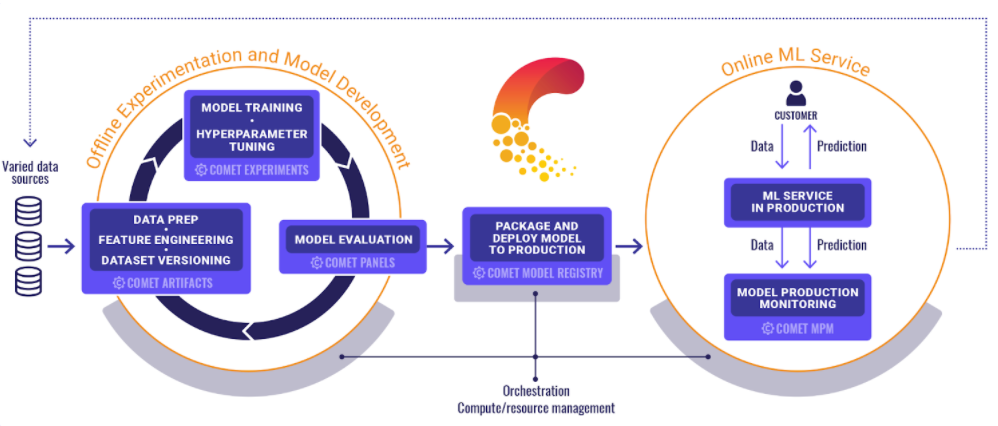 Offline Experimentation and Model Development
Varied data
sources
MODEL TRAINING
•
HYPERPARAMETER
TUNING
COMET EXPERIMENTS
DATA PREP
•
FEATURE ENGINEERING
•
DATASET VERSIONING
COMET ARTIFACTS
MODEL EVALUATION
COMET PANELS
PACKAGE AND
DEPLOY MODEL
TO PRODUCTION
COMET MODEL REGISTRY
Online ML Service
CUSTOMER
Data
Prediction
ML SERVICE
IN PRODUCTION
Data
Prediction
MODEL PRODUCTION
MONITORING
COMET MPM
Orchestration
Compute/resource management